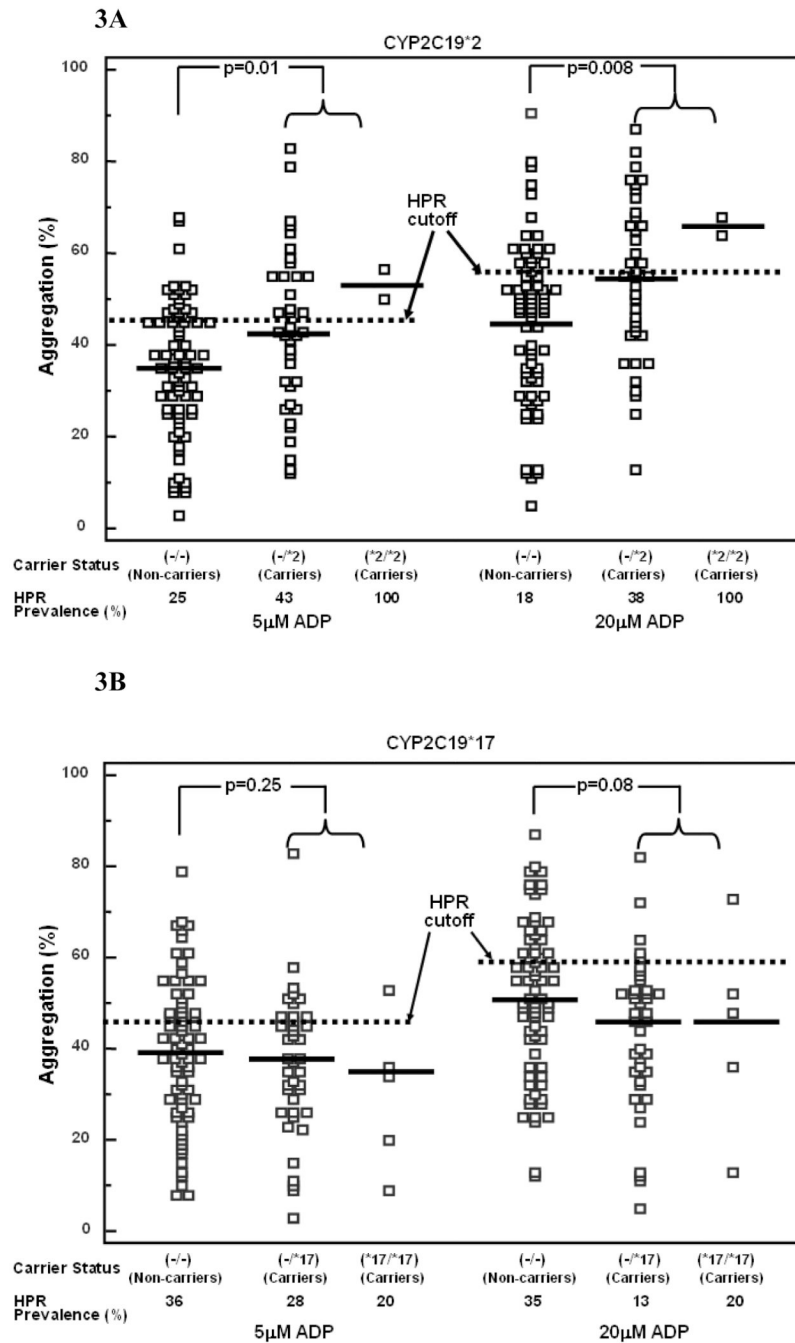 3A
CYP2C19*2
100
80
60
40
20
0
Aggregation (%)
p=0.01
p=0.008
HPR
cutoff
Carrier Status
(-/-) (-/*2) (*2/*2) (-/-) (-/*2) (*2/*2)
(Non-carriers) (Carriers) (Carriers) (Non-carriers) (Carriers) (Carriers)
HPR
Prevalence (%)
25 43 100 18 38 100
5μM ADP 20μM ADP
3B
CYP2C19*17
100
80
60
40
20
0
Aggregation (%)
p=0.25
p=0.08
HPR
cutoff
Carrier Status
(-/-) (-/*17) (*17/*17) (-/-) (-/*17) (*17/*17)
(Non-carriers) (Carriers) (Carriers) (Non-carriers) (Carriers) (Carriers)
HPR
Prevalence (%)
36 28 20 35 13 20
5μM ADP 20μM ADP